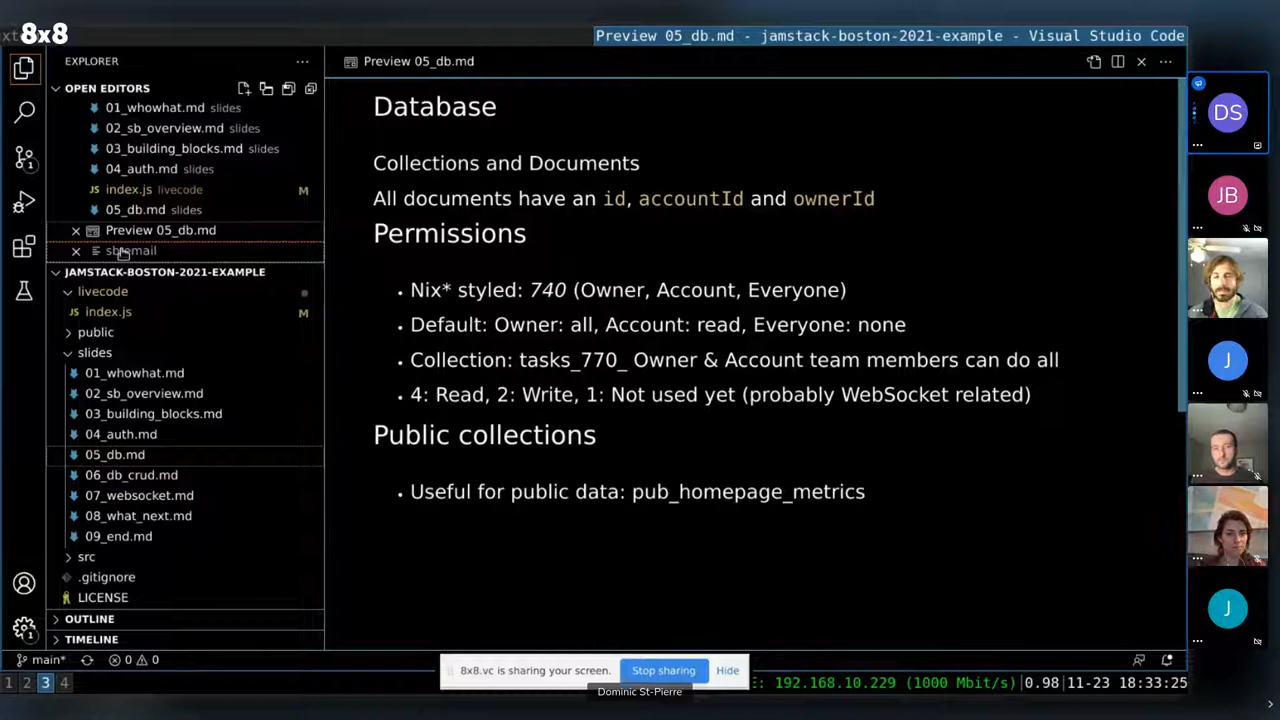 8x8
Preview 05_db.md - jamstack-boston-2021-example - Visual Studio Code
EXPLORER
Preview 05_db.md
OPEN EDITORS
01_whowhat.md slides
02_sb_overview.md slides
03_building_blocks.md slides
04_auth.md slides
index.js livecode M
05_db.md slides
Preview 05_db.md
JAMSTACK-BOSTON-2021-EXAMPLE
livecode
index.js M
public
slides
01_whowhat.md
02_sb_overview.md
03_building_blocks.md
04_auth.md
05_db.md
06_db_crud.md
07_websocket.md
08_what_next.md
09_end.md
src
.gitignore
LICENSE
OUTLINE
TIMELINE
Database
Collections and Documents
All documents have an id, accountId and ownerId
Permissions
Nix* styled: 740 (Owner, Account, Everyone)
Default: Owner: all, Account: read, Everyone: none
Collection: tasks_770_ Owner & Account team members can do all
4: Read, 2: Write, 1: Not used yet (probably WebSocket related)
Public collections
Useful for public data: pub_homepage_metrics
DS
JB
J
J
1
1
main* 0 0
8x8.vc is sharing your screen. Stop sharing Hide
1 2 3 4
E: 192.168.10.229 (1000 Mbit/s)|0.98|11-23 18:33:25
Dominic St-Pierre